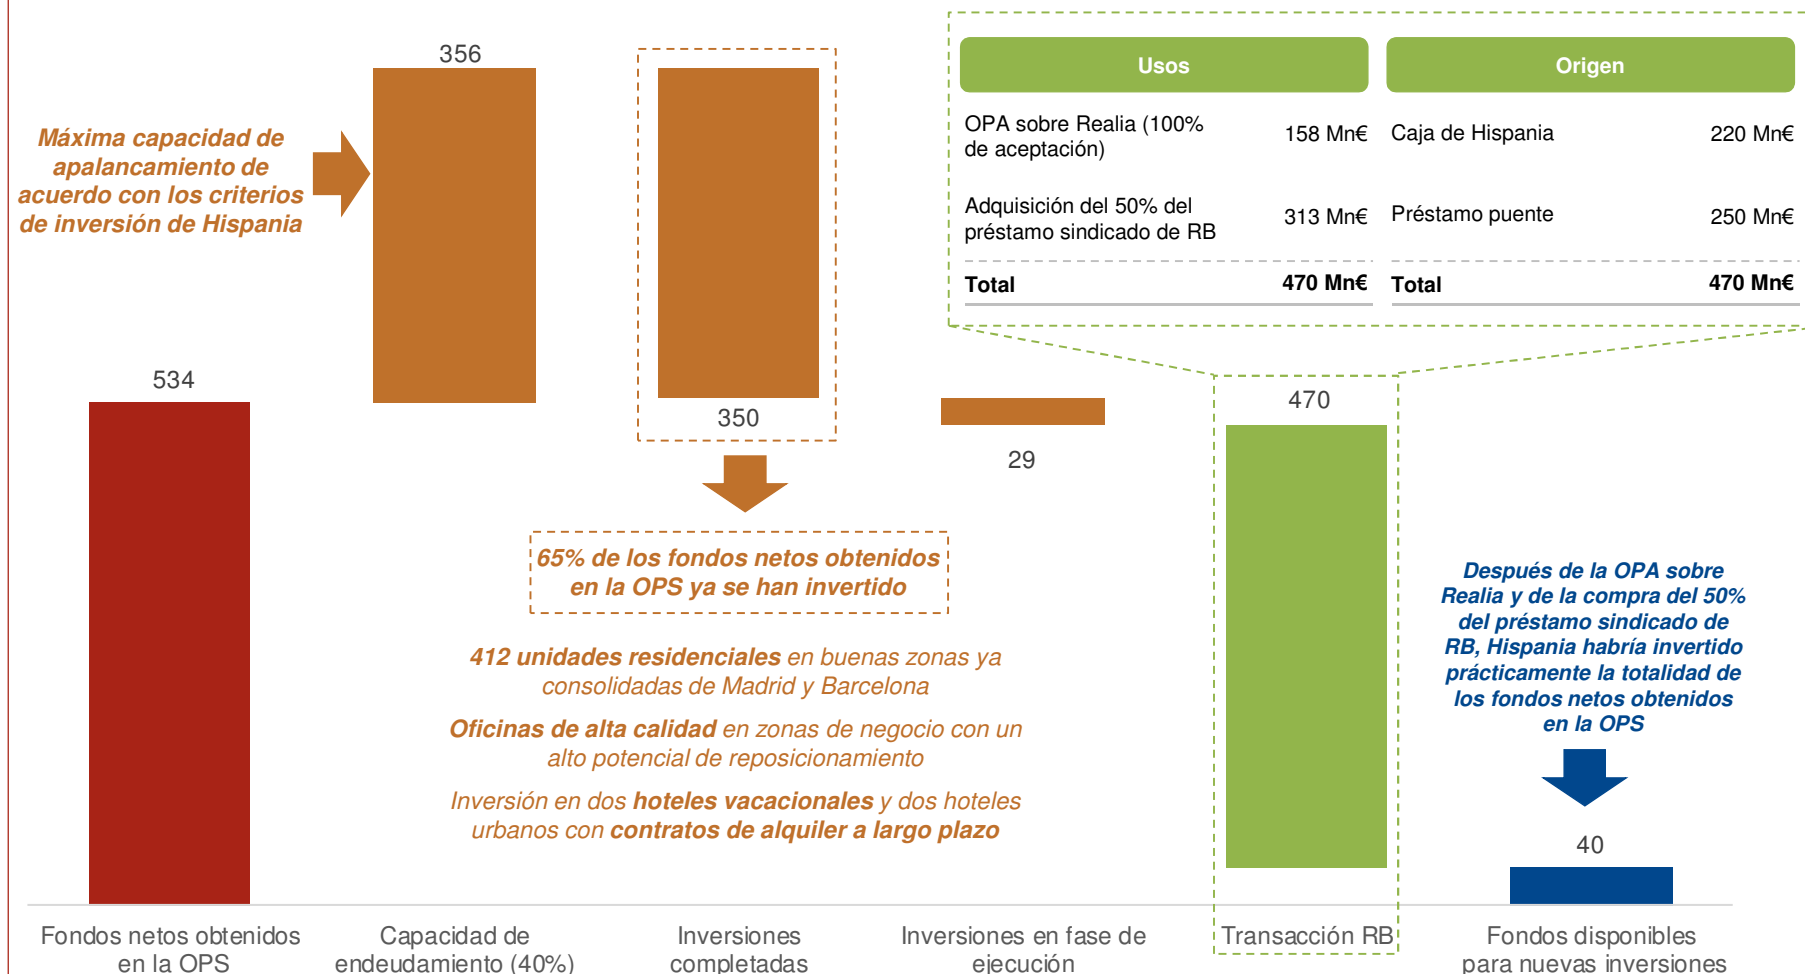 356
Máxima capacidad de
apalancamiento de
acuerdo con los criterios
de inversión de Hispania
534
350
29
Usos
Origen
OPA sobre Realia (100%
de aceptación)
158 Mn€
Caja de Hispania
220 Mn€
Adquisición del 50% del
préstamo sindicado de RB
313 Mn€
Préstamo puente
250 Mn€
Total
470 Mn€
Total
470 Mn€
470
65% de los fondos netos obtenidos
en la OPS ya se han invertido
412 unidades residenciales en buenas zonas ya
consolidadas de Madrid y Barcelona
Oficinas de alta calidad en zonas de negocio con un
alto potencial de reposicionamiento
Inversión en dos hoteles vacacionales y dos hoteles
urbanos con contratos de alquiler a largo plazo
Después de la OPA sobre
Realia y de la compra del 50%
del préstamo sindicado de
RB, Hispania habría invertido
prácticamente la totalidad de
los fondos netos obtenidos
en la OPS
40
Fondos netos obtenidos
en la OPS
Capacidad de
endeudamiento (40%)
Inversiones
completadas
Inversiones en fase de
ejecución
Transacción RB
Fondos disponibles
para nuevas inversiones